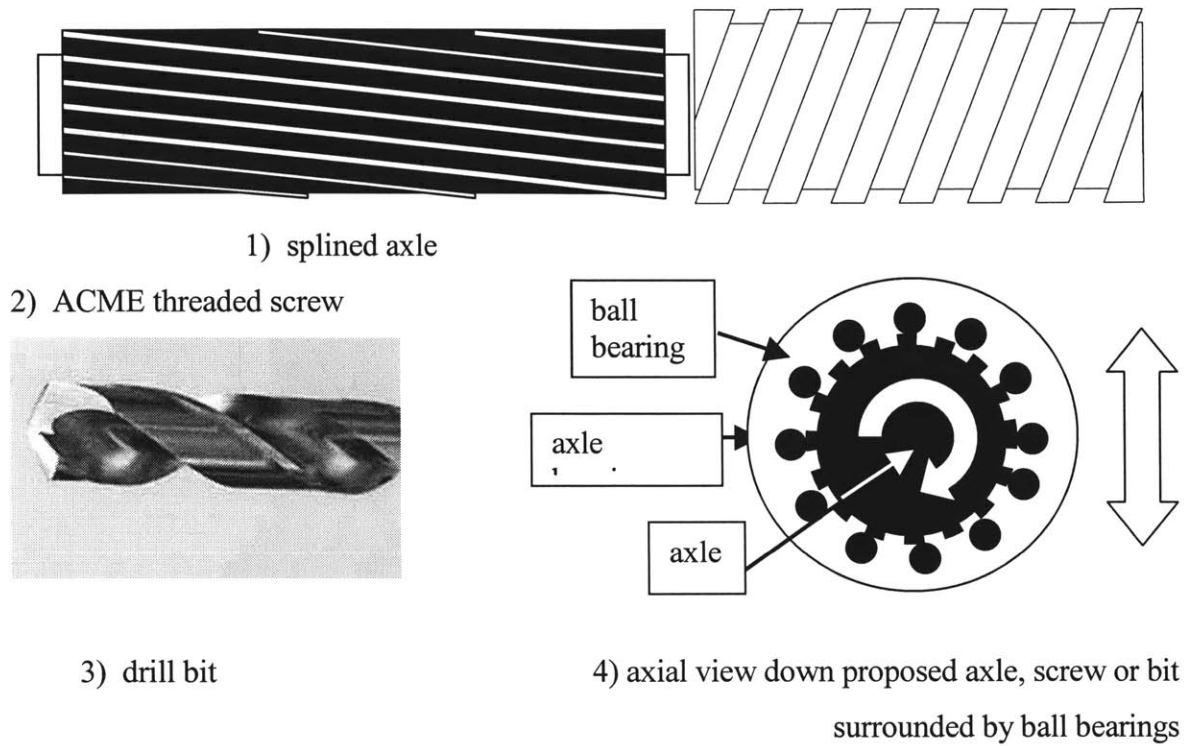 1) splined axle
2) ACME threaded screw
ball
bearing
axle
axle
3) drill bit
4) axial view down proposed axle, screw or bit
surrounded by ball bearings